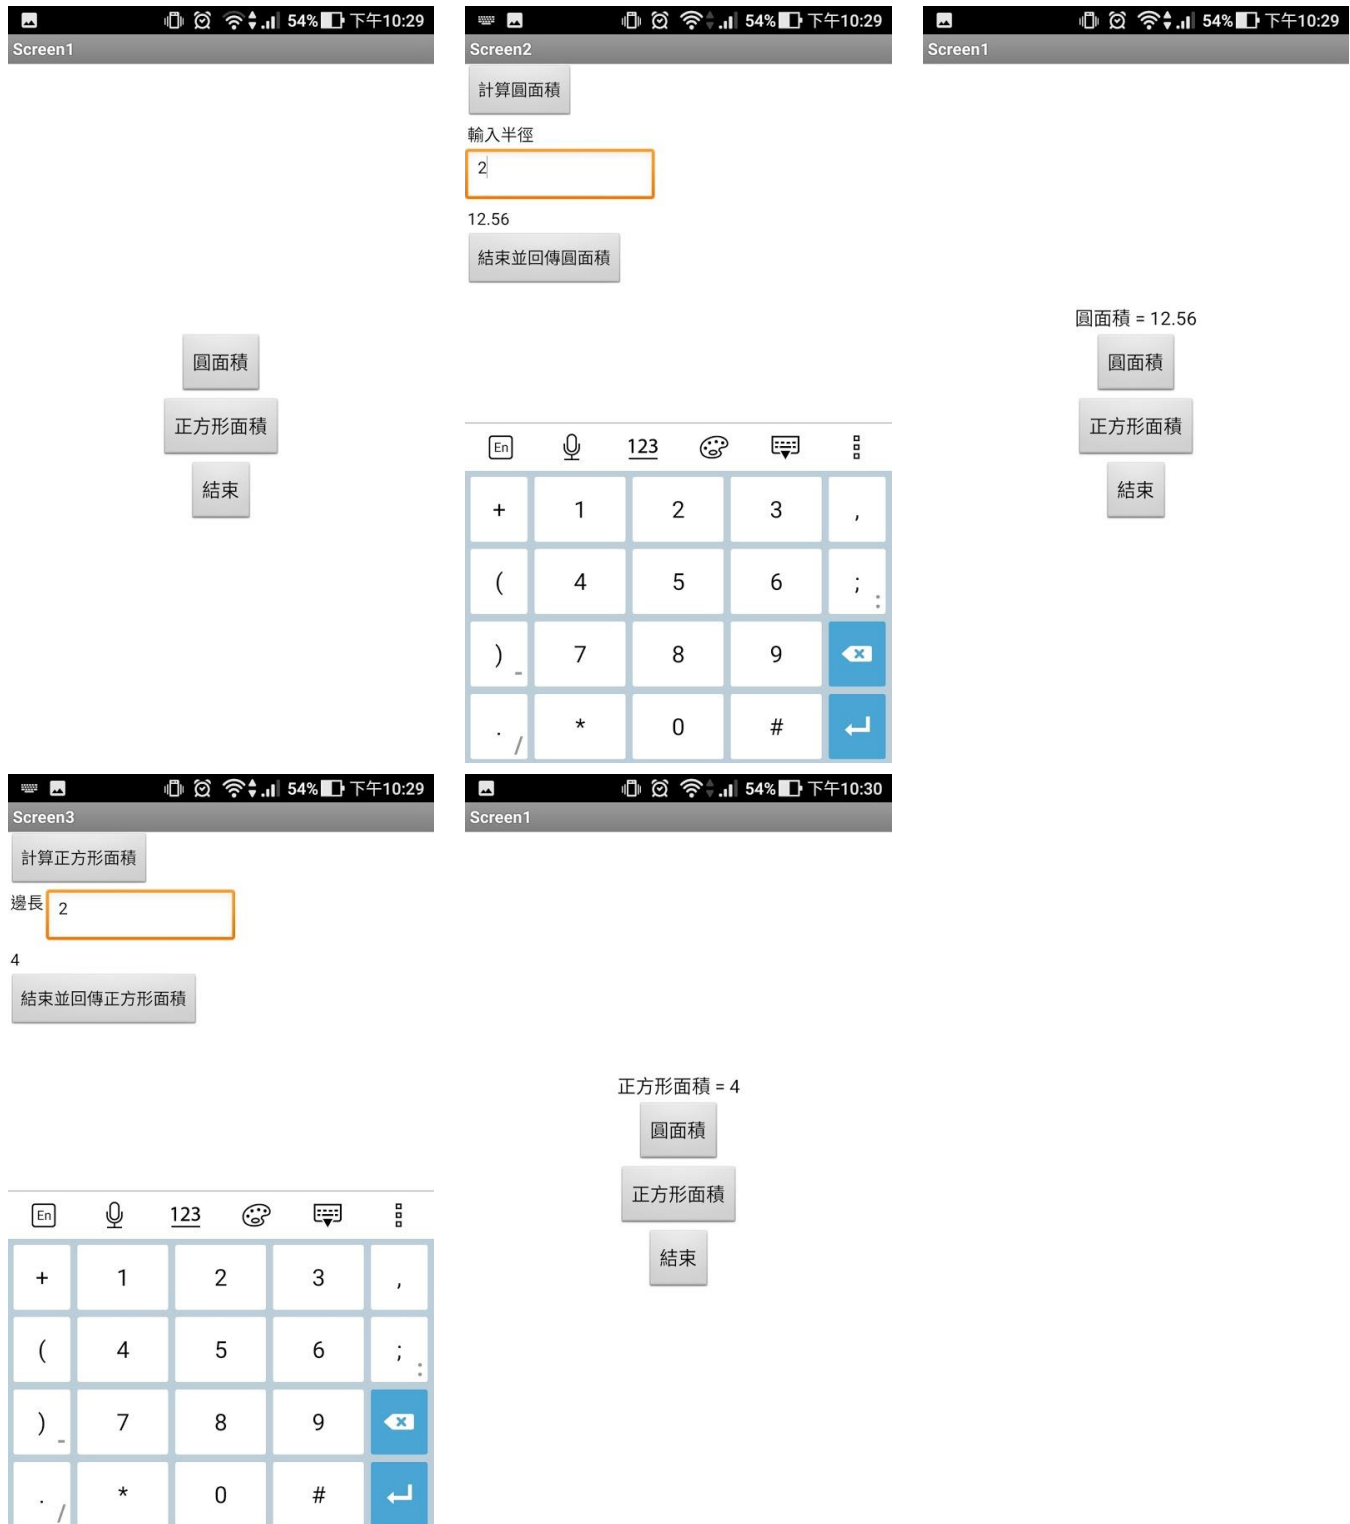 54% 下午10:29
Screen1
圓面積
正方形面積
結束
54% 下午10:29
Screen2
計算圓面積
輸入半徑
2
12.56
結束並回傳圓面積
En 123
+ 1 2 3 ,
( 4 5 6 ; :
) - 7 8 9
. / * 0 #
54% 下午10:29
Screen1
圓面積 = 12.56
圓面積
正方形面積
結束
54% 下午10:29
Screen3
計算正方形面積
邊長 2
4
結束並回傳正方形面積
En 123
+ 1 2 3 ,
( 4 5 6 ; :
) - 7 8 9
. / * 0 #
54% 下午10:30
Screen1
正方形面積 = 4
圓面積
正方形面積
結束